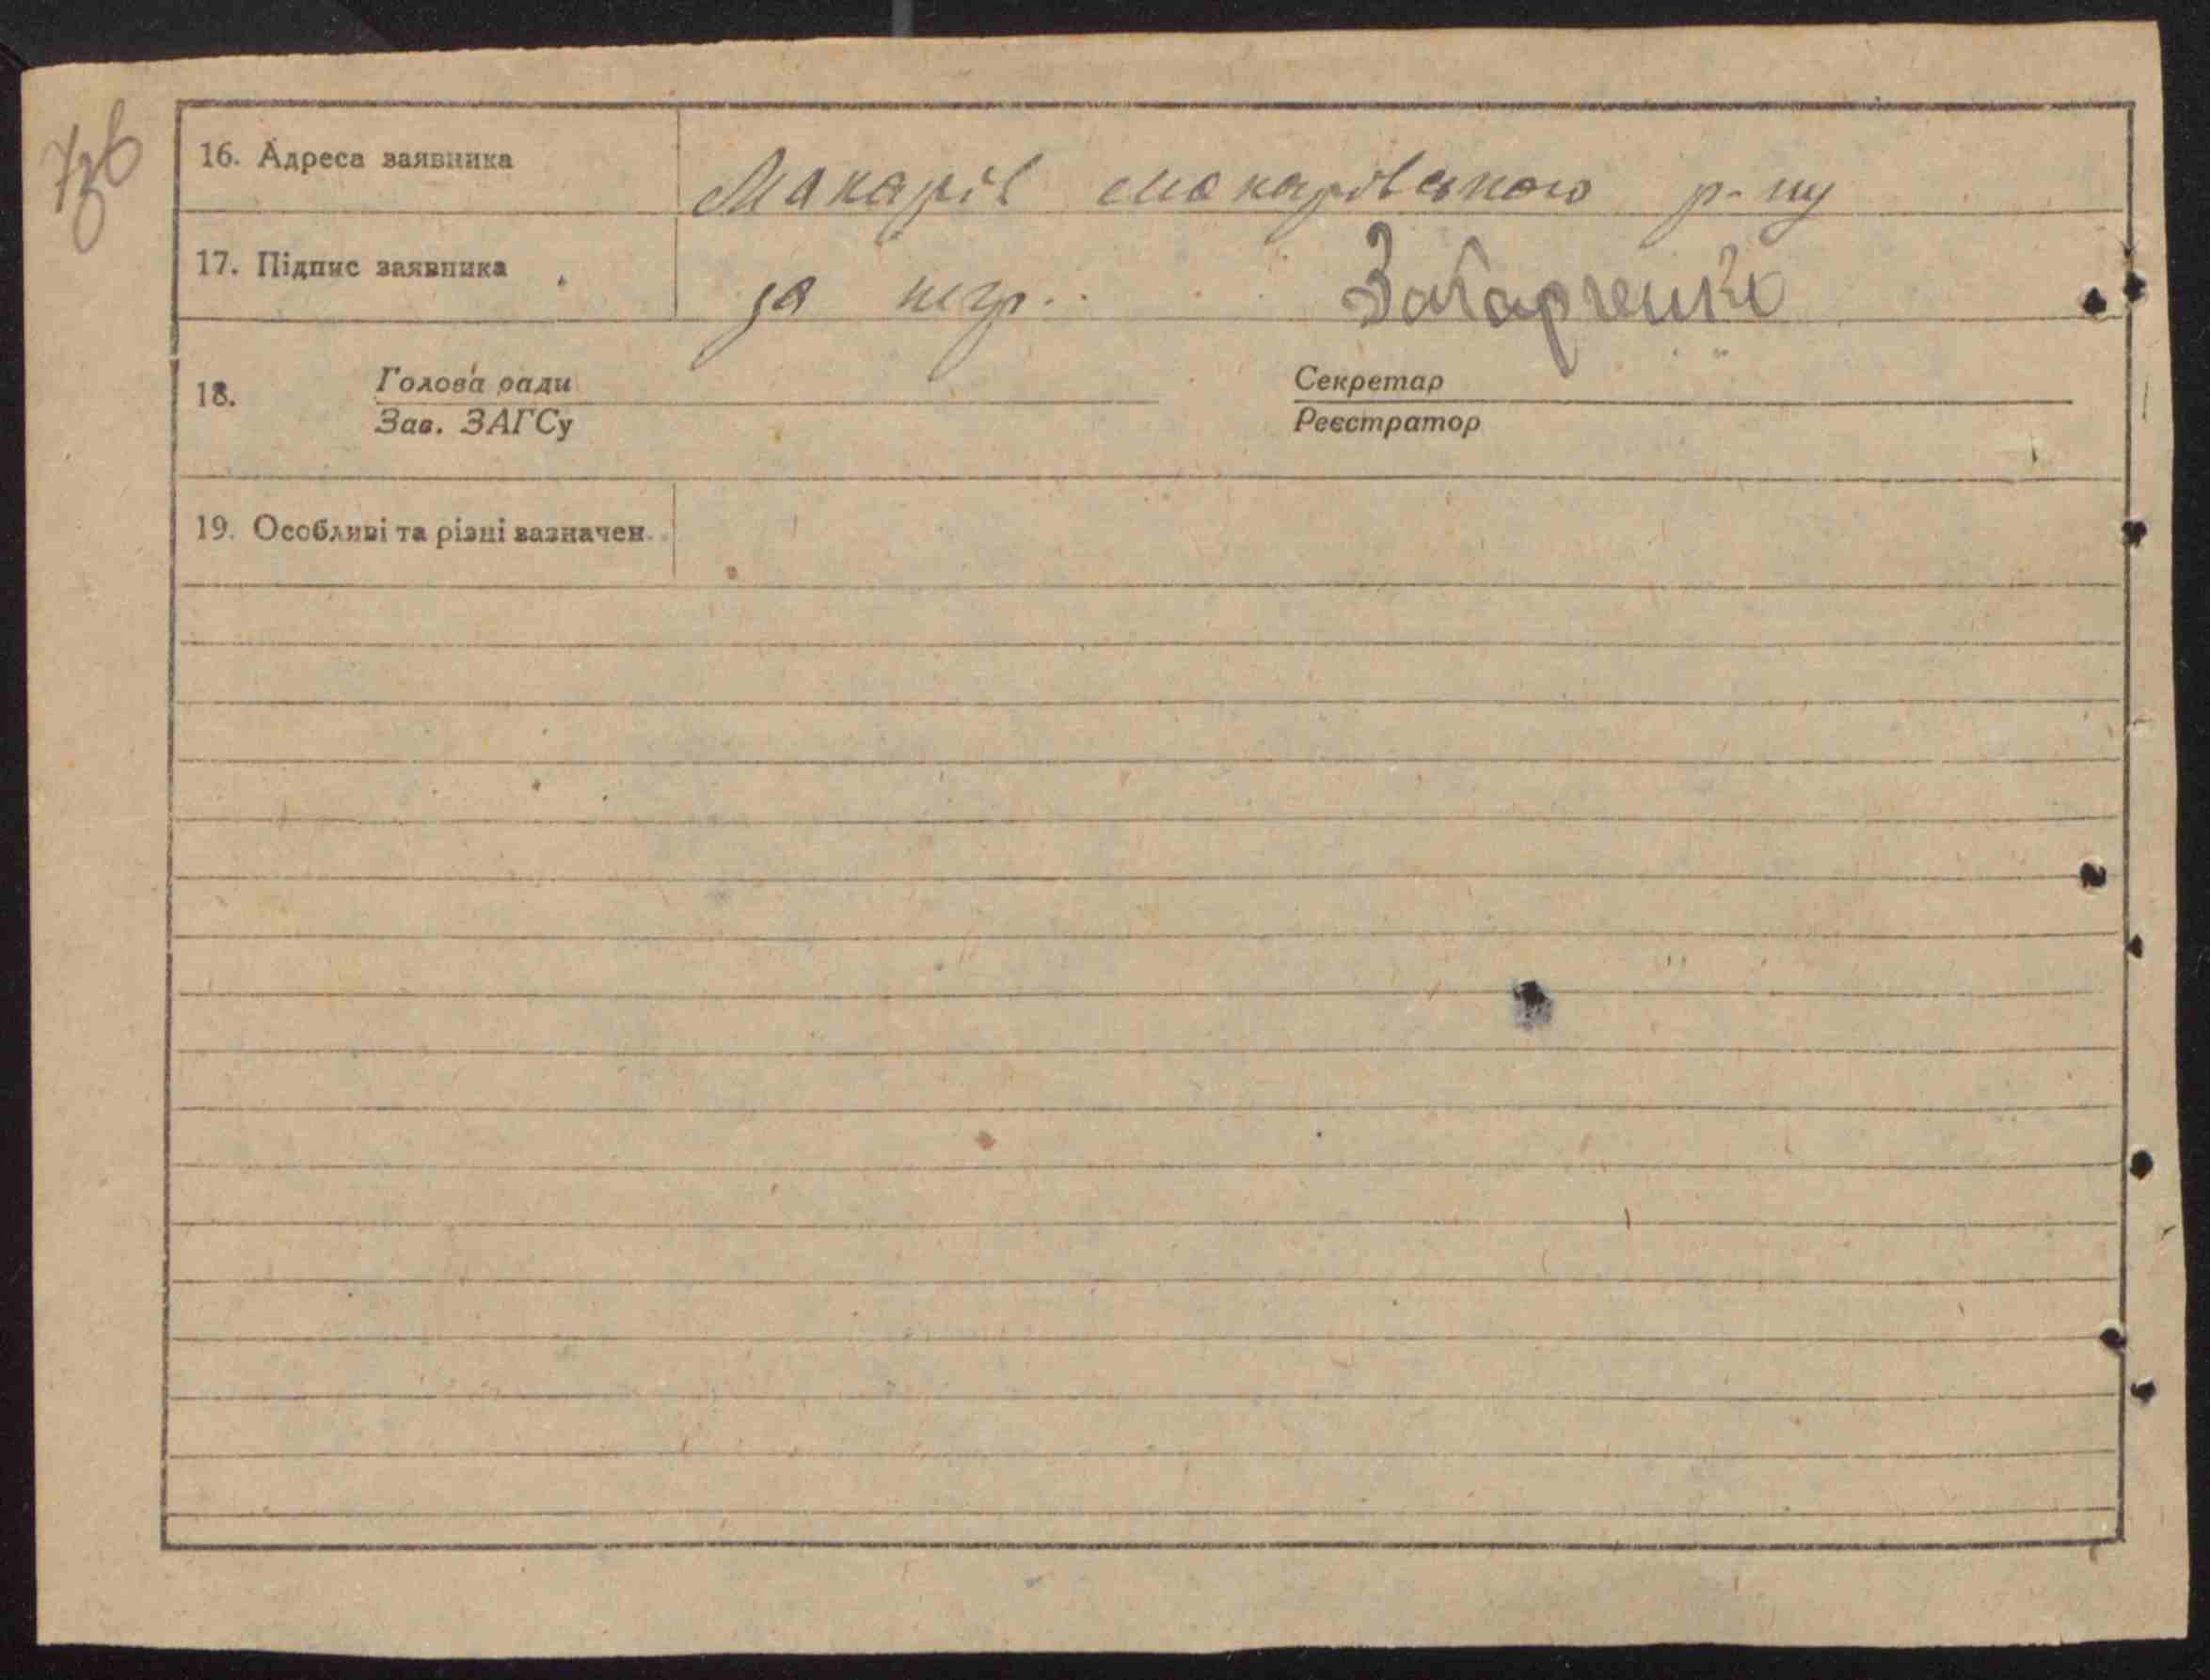 7зв
16. Адреса заявника Макарів Макарівського р-ну
17. Підпис заявника за негр. Захарченко
18. Голова ради Секретар
Зав. ЗАГСу Реєстратор
19. Особливі та різні зазначен.